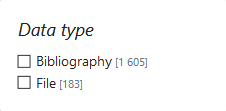 Data type
Bibliography [1 605]
File [183]